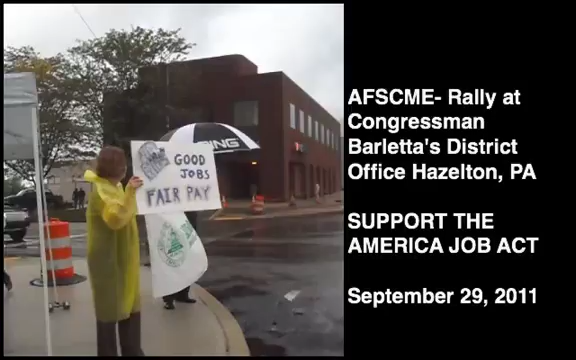 AFSCME- Rally at
Congressman
Barletta's District
Office Hazelton, PA
SUPPORT THE
AMERICA JOB ACT
September 29, 2011
GOOD
JOBS
FAIR PAY